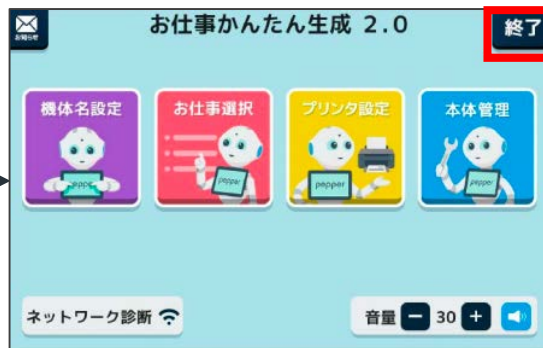 お知らせ
お仕事かんたん生成 2.0
終了
機体名設定
お仕事選択
プリンタ設定
本体管理
pepper
pepper
pepper
pepper
ネットワーク診断
音量 － 30 ＋